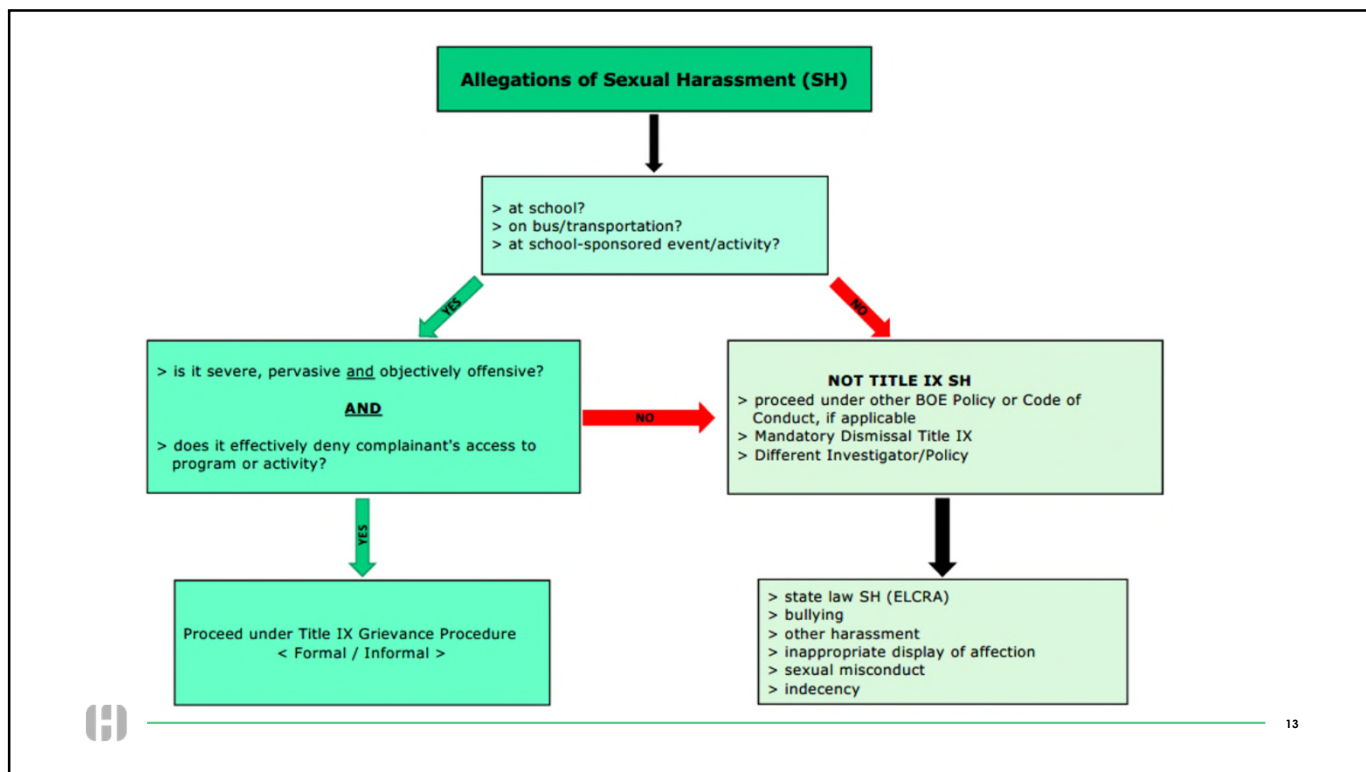 Allegations of Sexual Harassment (SH)
> at school?
> on bus/transportation?
> at school-sponsored event/activity?
YES
NO
> is it severe, pervasive and objectively offensive?
AND
> does it effectively deny complainant's access to
program or activity?
NO
NOT TITLE IX SH
> proceed under other BOE Policy or Code of
Conduct, if applicable
> Mandatory Dismissal Title IX
> Different Investigator/Policy
YES
Proceed under Title IX Grievance Procedure
< Formal / Informal >
> state law SH (ELCRA)
> bullying
> other harassment
> inappropriate display of affection
> sexual misconduct
> indecency
13